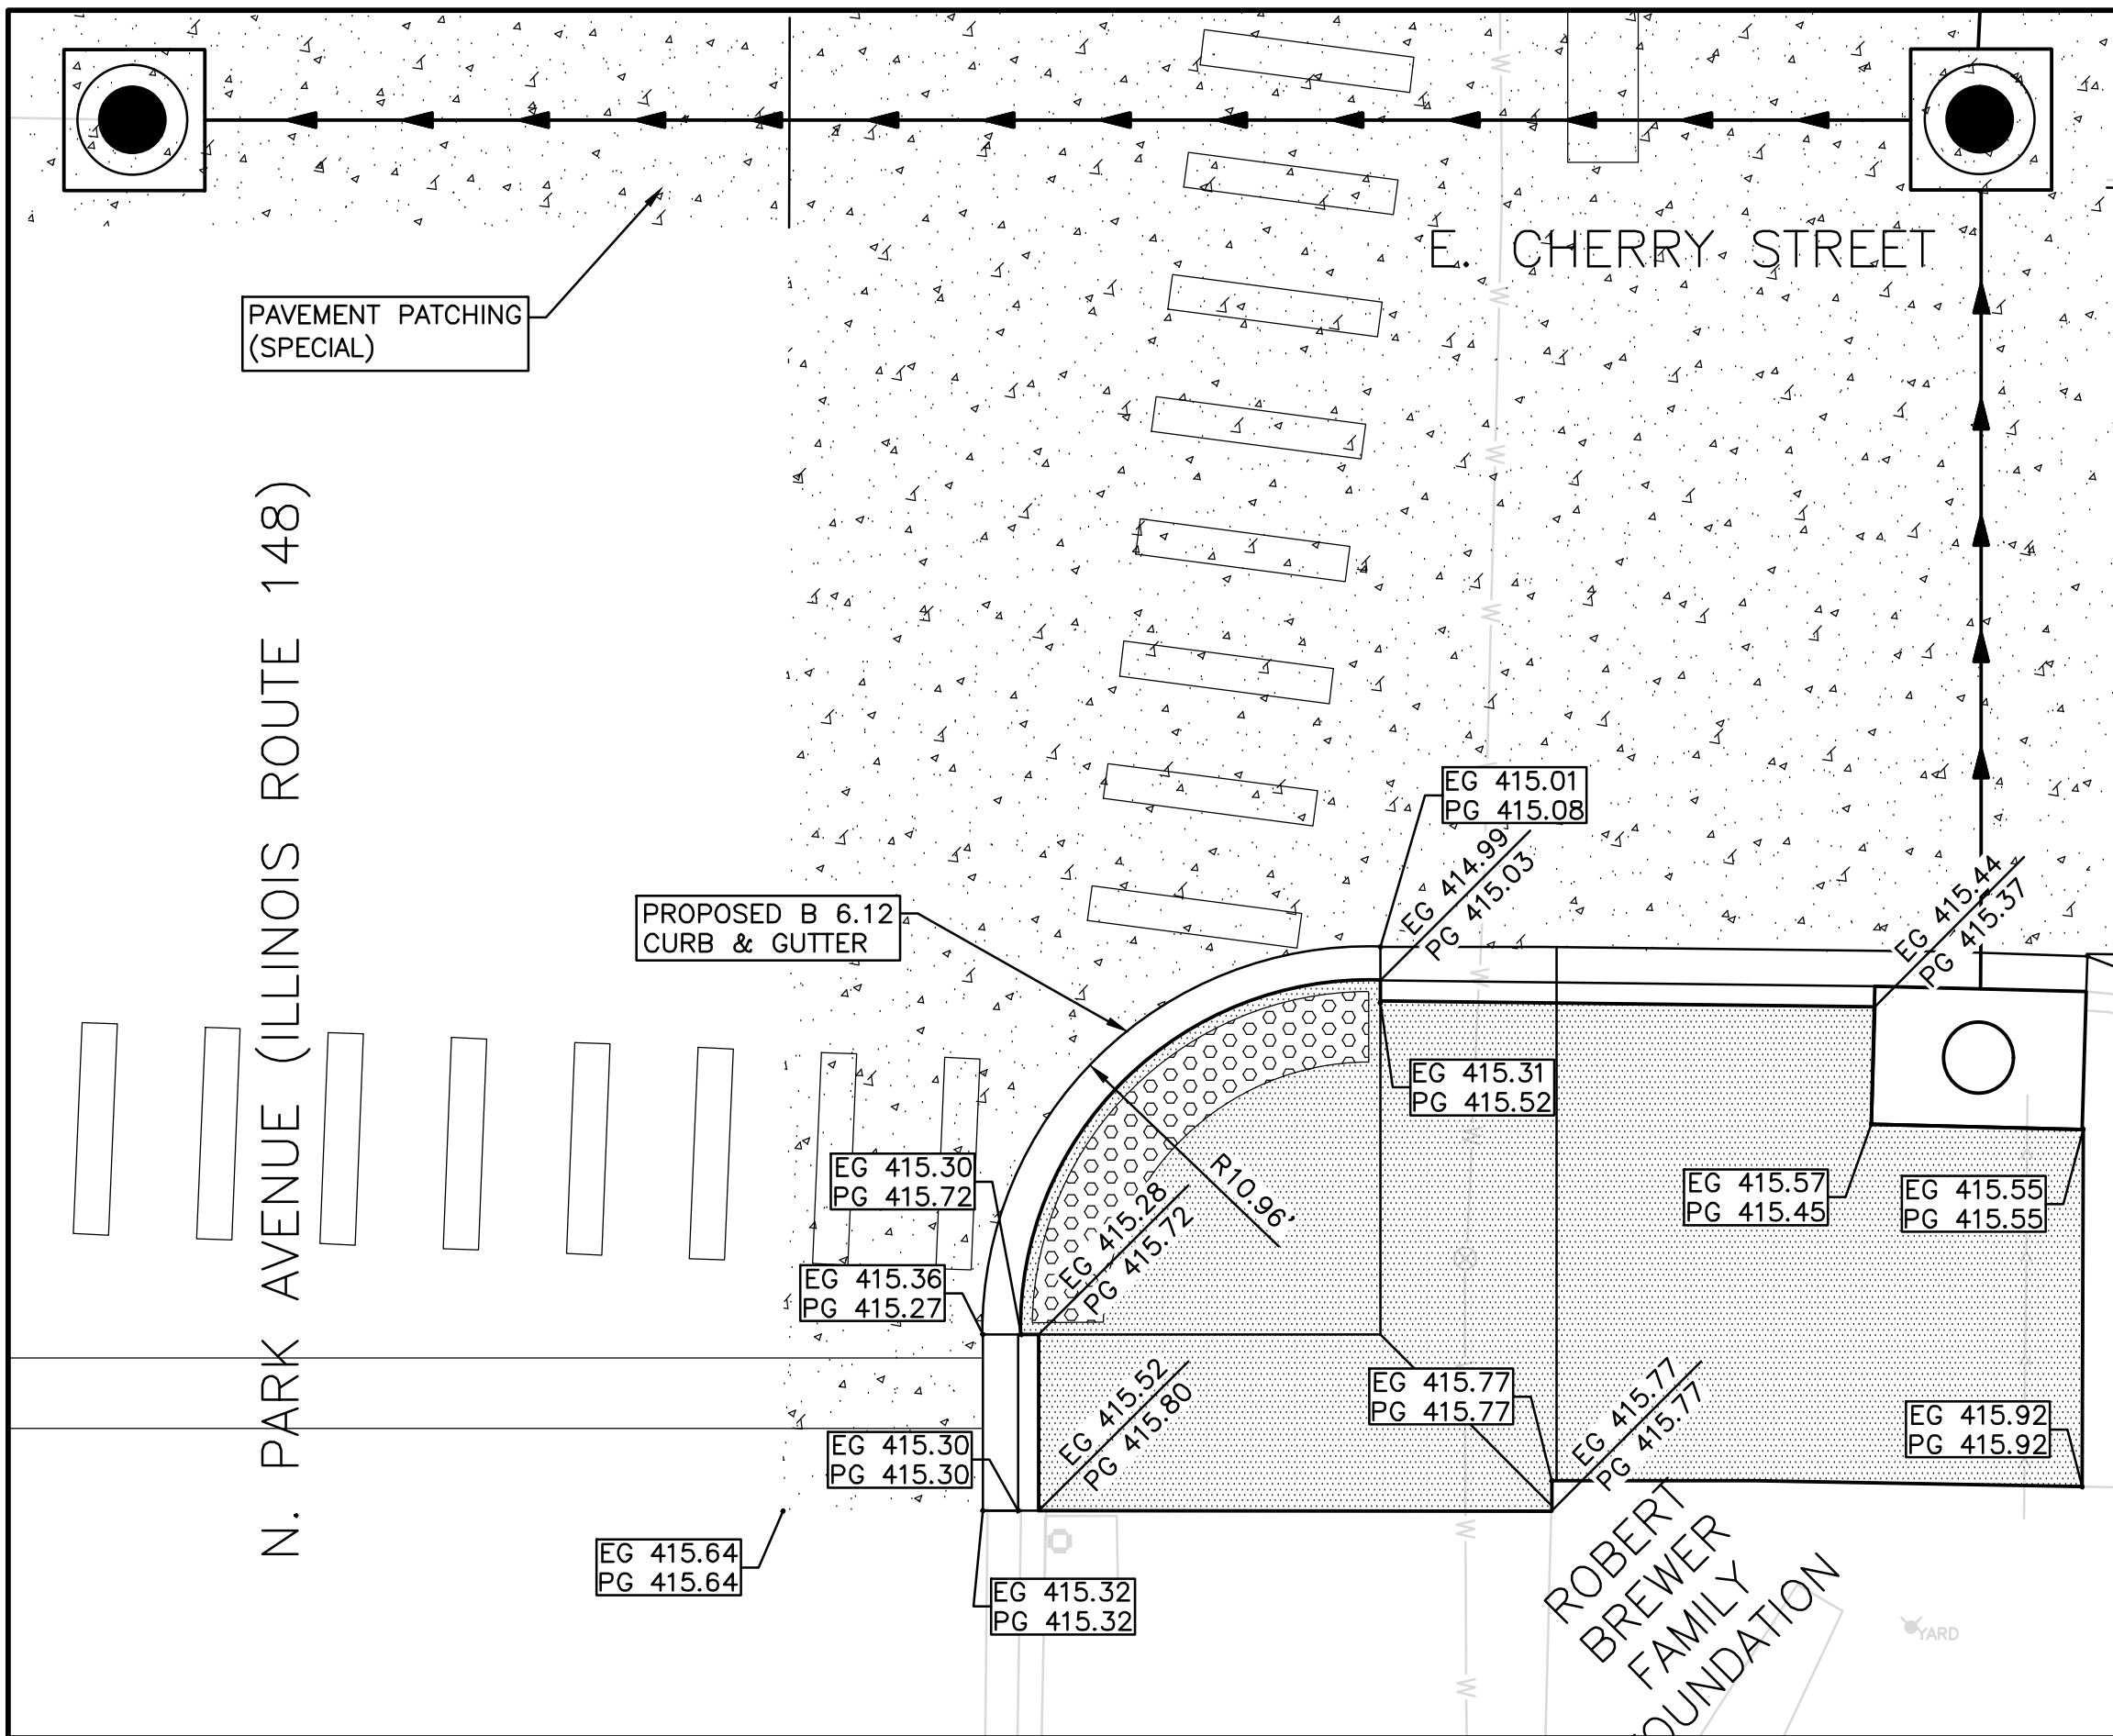 E. CHERRY STREET
PAVEMENT PATCHING
(SPECIAL)
N. PARK AVENUE (ILLINOIS ROUTE 148)
EG 415.01
PG 415.08
EG 414.99
PG 415.03
EG 415.44
PG 415.37
PROPOSED B 6.12
CURB & GUTTER
EG 415.31
PG 415.52
EG 415.30
PG 415.72
R10.96'
EG 415.28
PG 415.72
EG 415.57
PG 415.45
EG 415.55
PG 415.55
EG 415.36
PG 415.27
EG 415.52
PG 415.80
EG 415.77
PG 415.77
EG 415.77
PG 415.77
EG 415.92
PG 415.92
EG 415.30
PG 415.30
EG 415.64
PG 415.64
EG 415.32
PG 415.32
ROBERT
BREWER
FAMILY
OUNDATION
YARD